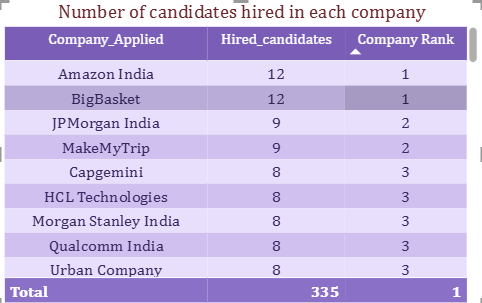 Number of candidates hired in each company
Company_Applied Hired_candidates Company Rank
Amazon India 12 1
BigBasket 12 1
JPMorgan India 9 2
MakeMyTrip 9 2
Capgemini 8 3
HCL Technologies 8 3
Morgan Stanley India 8 3
Qualcomm India 8 3
Urban Company 8 3
Total 335 1